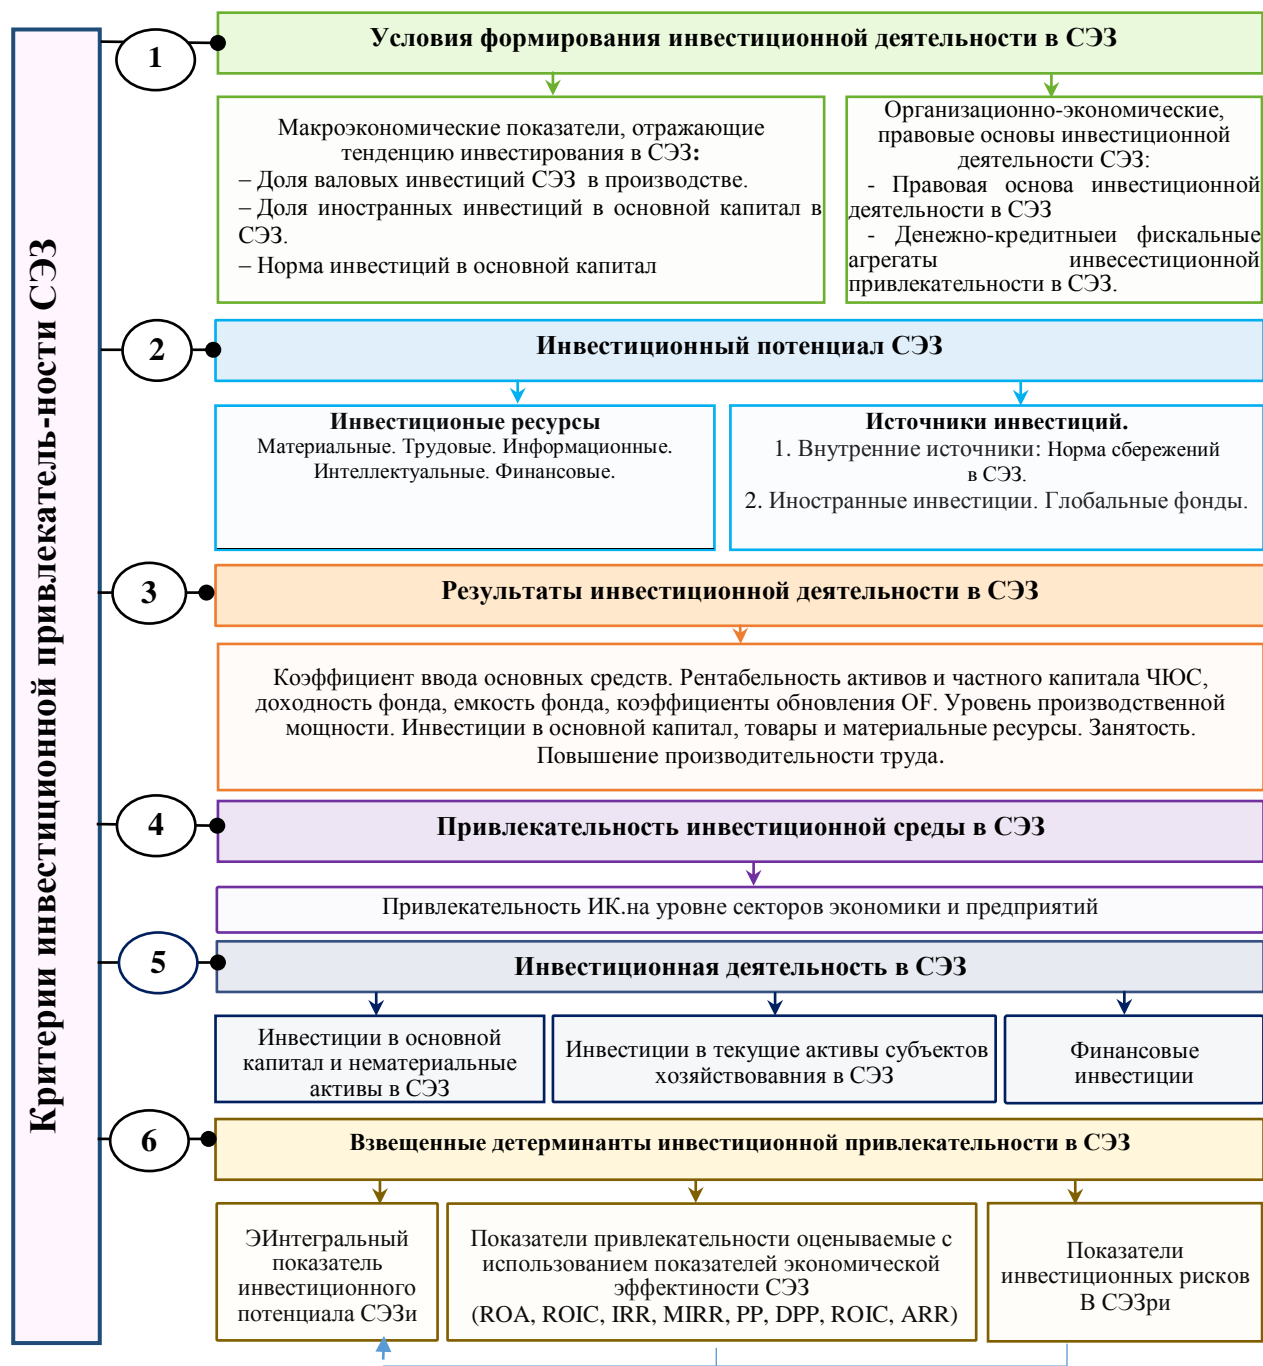 Критерии инвестиционной привлекатель-ности СЭЗ
1
Условия формирования инвестиционной деятельности в СЭЗ
Макроэкономические показатели, отражающие
тенденцию инвестирования в СЭЗ:
– Доля валовых инвестиций СЭЗ в производстве.
– Доля иностранных инвестиций в основной капитал в
СЭЗ.
– Норма инвестиций в основной капитал
Организационно-экономические,
правовые основы инвестиционной
деятельности СЭЗ:
- Правовая основа инвестиционной
деятельности в СЭЗ
- Денежно-кредитныеи фискальные
агрегаты инвесестиционной
привлекательности в СЭЗ.
2
Инвестиционный потенциал СЭЗ
Инвестиционые ресурсы
Материальные. Трудовые. Информационные.
Интеллектуальные. Финансовые.
Источники инвестиций.
1. Внутренние источники: Норма сбережений
в СЭЗ.
2. Иностранные инвестиции. Глобальные фонды.
3
Результаты инвестиционной деятельности в СЭЗ
Коэффициент ввода основных средств. Рентабельность активов и частного капитала ЧЮС,
доходность фонда, емкость фонда, коэффициенты обновления OF. Уровень производственной
мощности. Инвестиции в основной капитал, товары и материальные ресурсы. Занятость.
Повышение производительности труда.
4
Привлекательность инвестиционной среды в СЭЗ
Привлекательность ИК.на уровне секторов экономики и предприятий
5
Инвестиционная деятельность в СЭЗ
Инвестиции в основной
капитал и нематериальные
активы в СЭЗ
Инвестиции в текущие активы субъектов
хозяйствовавния в СЭЗ
Финансовые
инвестиции
6
Взвещенные детерминанты инвестиционной привлекательности в СЭЗ
ЭИнтегральный
показатель
инвестиционного
потенциала СЭЗи
Показатели привлекательности оцениваемые с
использованием показателей экономической
эффектиности СЭЗ
(ROA, ROIC, IRR, MIRR, PP, DPP, ROIC, ARR)
Показатели
инвестиционных рисков
В СЭЗри